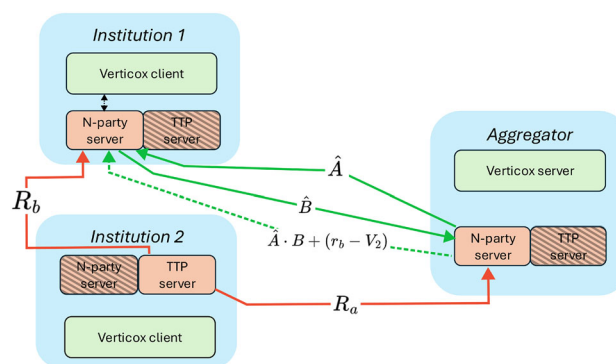 Institution 1
Verticox client
N-party
server
TTP
server
Aggregator
Verticox server
N-party
server
TTP
server
Â
B̂
Â · B + (r_b − V_2)
R_b
Institution 2
N-party
server
TTP
server
Verticox client
R_a